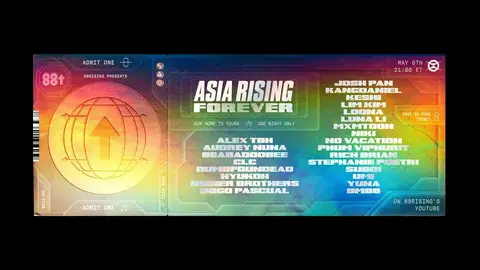 ADMIT ONE
88↑
88RISING PRESENTS
ASIA RISING
FOREVER
OUR HOME TO YOURS
ONE NIGHT ONLY
ALEX TBH
AUDREY NUNA
BEABADOOBEE
CLC
DUMBFOUNDEAD
HYUKOH
HIGHER BROTHERS
INIGO PASCUAL
JOSH PAN
KANGDANIEL
KESHI
LIM KIM
LOONA
LUNA LI
MXMTOON
NIKI
NO VACATION
PHUM VIPHURIT
RICH BRIAN
STEPHANIE POETRI
SUBOI
UMI
YUNA
MAY 6TH
21:00 ET
ADMIT ONE
ON 88RISING'S
YOUTUBE